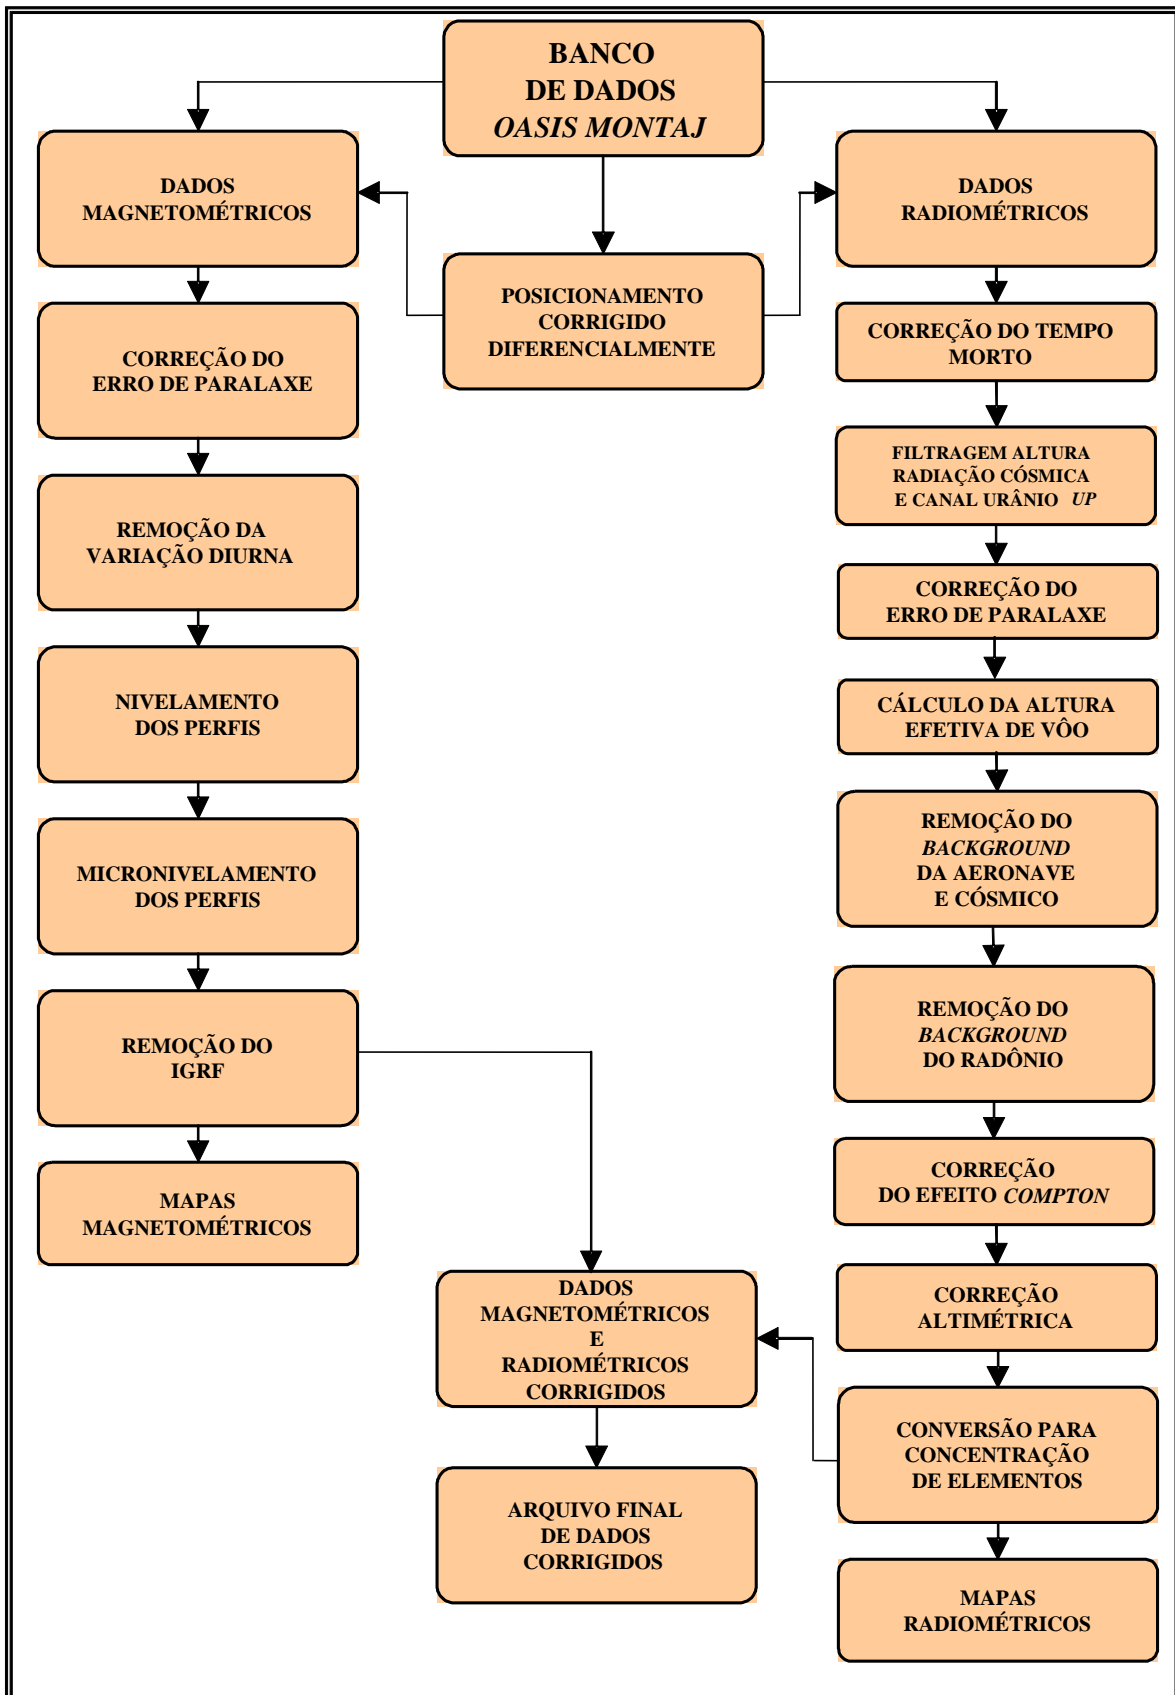 BANCO
DE DADOS
OASIS MONTAJ
DADOS
MAGNETOMÉTRICOS
DADOS
RADIOMÉTRICOS
POSICIONAMENTO
CORRIGIDO
DIFERENCIALMENTE
CORREÇÃO DO
ERRO DE PARALAXE
REMOÇÃO DA
VARIAÇÃO DIURNA
NIVELAMENTO
DOS PERFIS
MICRONIVELAMENTO
DOS PERFIS
REMOÇÃO DO
IGRF
MAPAS
MAGNETOMÉTRICOS
CORREÇÃO DO TEMPO
MORTO
FILTRAGEM ALTURA
RADIAÇÃO CÓSMICA
E CANAL URÂNIO UP
CORREÇÃO DO
ERRO DE PARALAXE
CÁLCULO DA ALTURA
EFETIVA DE VÔO
REMOÇÃO DO
BACKGROUND
DA AERONAVE
E CÓSMICO
REMOÇÃO DO
BACKGROUND
DO RADÔNIO
CORREÇÃO
DO EFEITO COMPTON
CORREÇÃO
ALTIMÉTRICA
CONVERSÃO PARA
CONCENTRAÇÃO
DE ELEMENTOS
MAPAS
RADIOMÉTRICOS
DADOS
MAGNETOMÉTRICOS
E
RADIOMÉTRICOS
CORRIGIDOS
ARQUIVO FINAL
DE DADOS
CORRIGIDOS